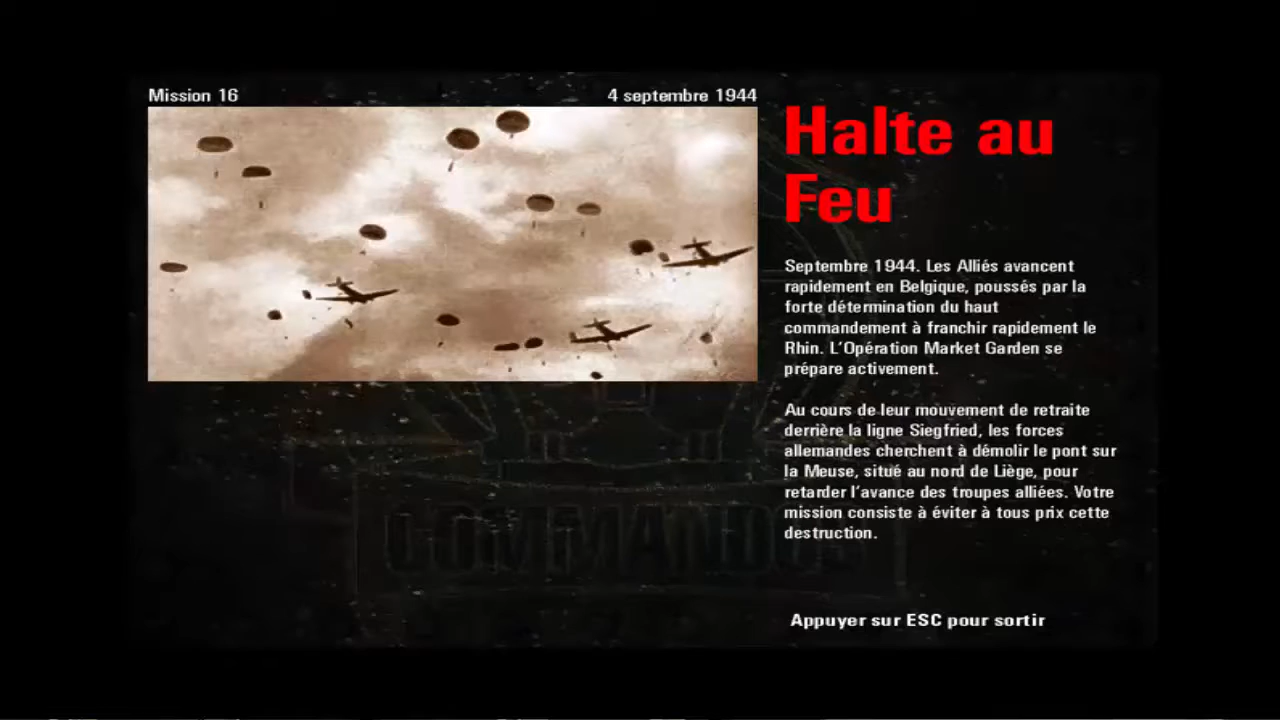 Mission 16
4 septembre 1944
Halte au
Feu
Septembre 1944. Les Alliés avancent
rapidement en Belgique, poussés par la
forte détermination du haut
commandement à franchir rapidement le
Rhin. L'Opération Market Garden se
prépare activement.
Au cours de leur mouvement de retraite
derrière la ligne Siegfried, les forces
allemandes cherchent à démolir le pont sur
la Meuse, situé au nord de Liège, pour
retarder l'avance des troupes alliées. Votre
mission consiste à éviter à tous prix cette
destruction.
COMMANDOS
Appuyer sur ESC pour sortir